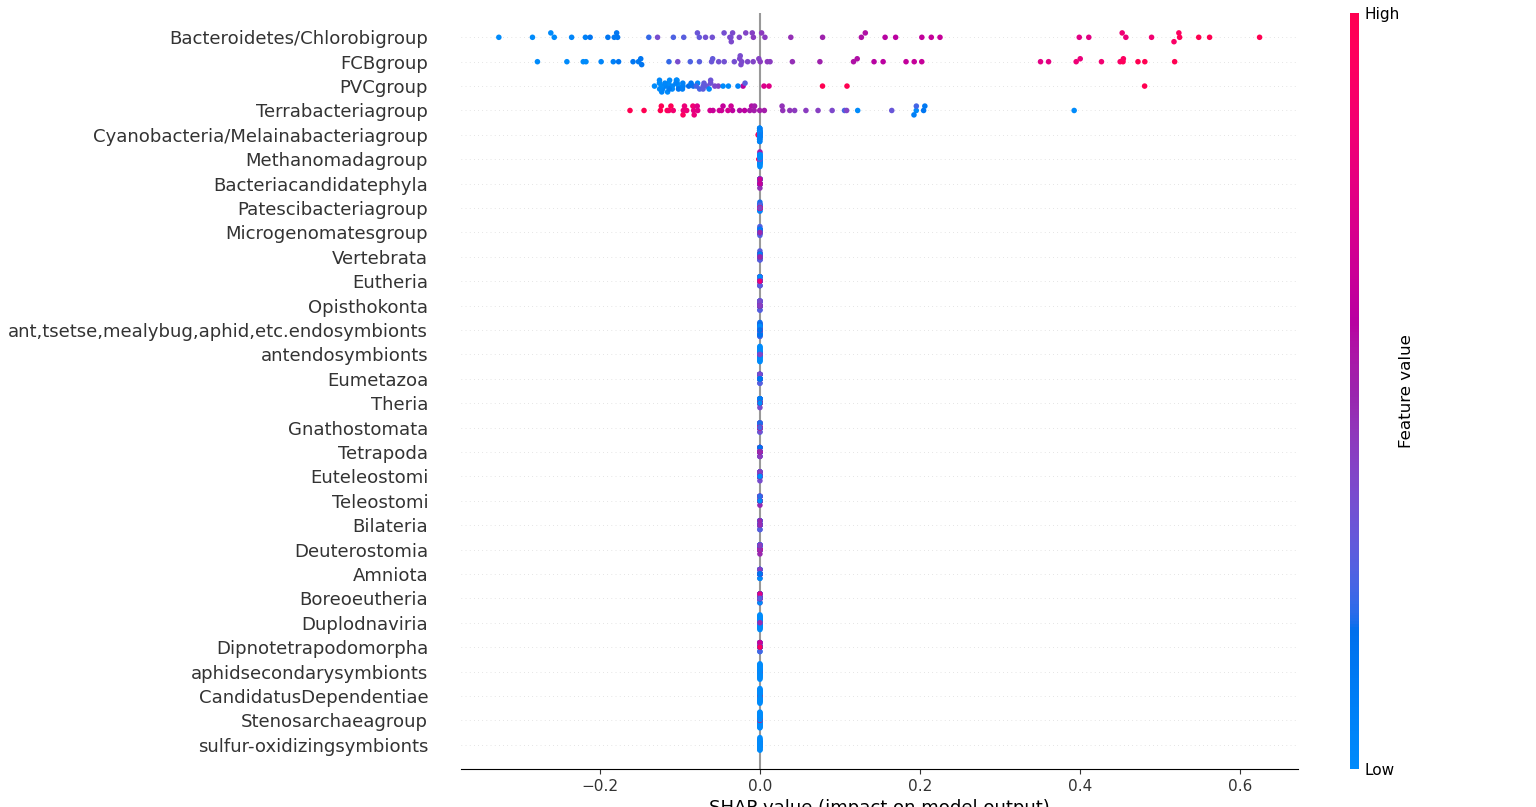 High
Bacteroidetes/Chlorobigroup
FCBgroup
PVCgroup
Terrabacteriagroup
Cyanobacteria/Melainabacteriagroup
Methanomadagroup
Bacteriacandidatephyla
Patescibacteriagroup
Microgenomatesgroup
Vertebrata
Eutheria
Opisthokonta
ant,tsetse,mealybug,aphid,etc.endosymbionts
antendosymbionts
Eumetazoa
Theria
Gnathostomata
Tetrapoda
Euteleostomi
Teleostomi
Bilateria
Deuterostomia
Amniota
Boreoeutheria
Duplodnaviria
Dipnotetrapodomorpha
aphidsecondarysymbionts
CandidatusDependentiae
Stenosarchaeagroup
sulfur-oxidizingsymbionts
Feature value
Low
−0.2 0.0 0.2 0.4 0.6
SHAP value (impact on model output)